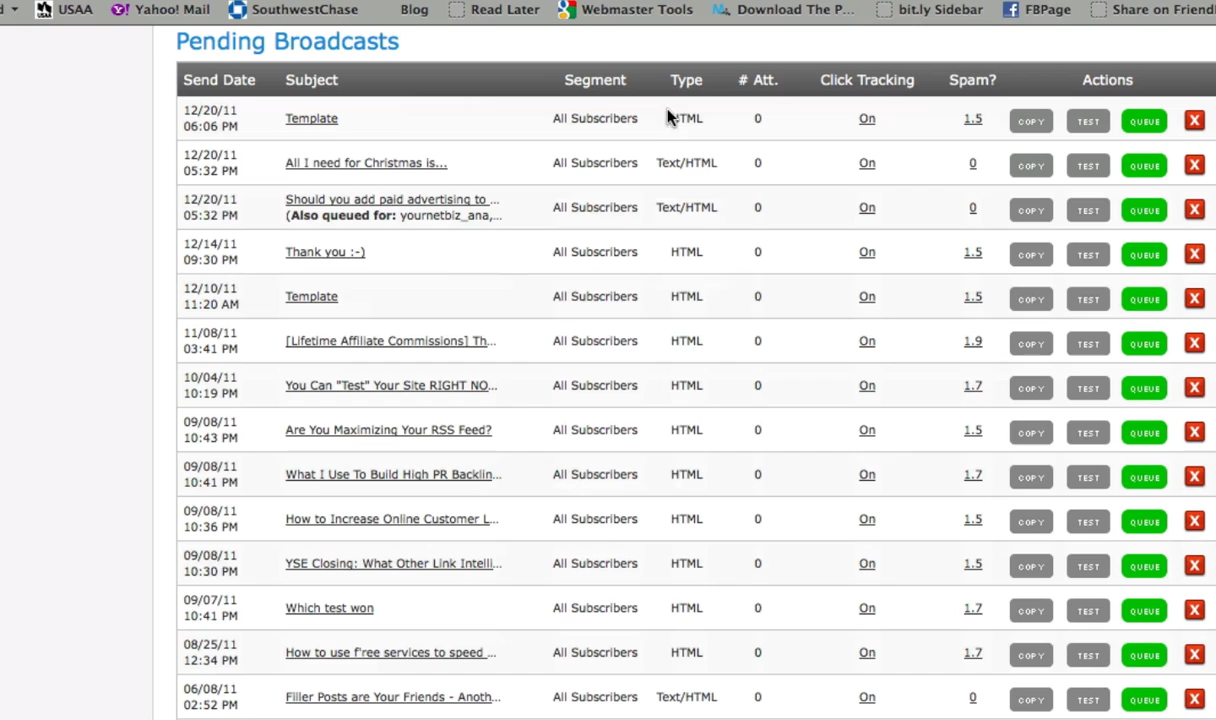 d USAA Yahoo! Mail SouthwestChase Blog Read Later Webmaster Tools Download The P... bit.ly Sidebar FBPage Share on Friend
Pending Broadcasts
Send Date Subject Segment Type # Att. Click Tracking Spam? Actions
12/20/11
06:06 PM Template All Subscribers HTML 0 On 1.5 COPY TEST QUEUE X
12/20/11
05:32 PM All I need for Christmas is... All Subscribers Text/HTML 0 On 0 COPY TEST QUEUE X
12/20/11 Should you add paid advertising to ...
05:32 PM (Also queued for: yournetbiz_ana,... All Subscribers Text/HTML 0 On 0 COPY TEST QUEUE X
12/14/11
09:30 PM Thank you :-) All Subscribers HTML 0 On 1.5 COPY TEST QUEUE X
12/10/11
11:20 AM Template All Subscribers HTML 0 On 1.5 COPY TEST QUEUE X
11/08/11
03:41 PM [Lifetime Affiliate Commissions] Th... All Subscribers HTML 0 On 1.9 COPY TEST QUEUE X
10/04/11
10:19 PM You Can "Test" Your Site RIGHT NO... All Subscribers HTML 0 On 1.7 COPY TEST QUEUE X
09/08/11
10:43 PM Are You Maximizing Your RSS Feed? All Subscribers HTML 0 On 1.5 COPY TEST QUEUE X
09/08/11
10:41 PM What I Use To Build High PR Backlin... All Subscribers HTML 0 On 1.7 COPY TEST QUEUE X
09/08/11
10:36 PM How to Increase Online Customer L... All Subscribers HTML 0 On 1.5 COPY TEST QUEUE X
09/08/11
10:30 PM YSE Closing: What Other Link Intelli... All Subscribers HTML 0 On 1.5 COPY TEST QUEUE X
09/07/11
10:41 PM Which test won All Subscribers HTML 0 On 1.7 COPY TEST QUEUE X
08/25/11
12:34 PM How to use f'ree services to speed ... All Subscribers HTML 0 On 1.7 COPY TEST QUEUE X
06/08/11
02:52 PM Filler Posts are Your Friends - Anoth... All Subscribers Text/HTML 0 On 0 COPY TEST QUEUE X